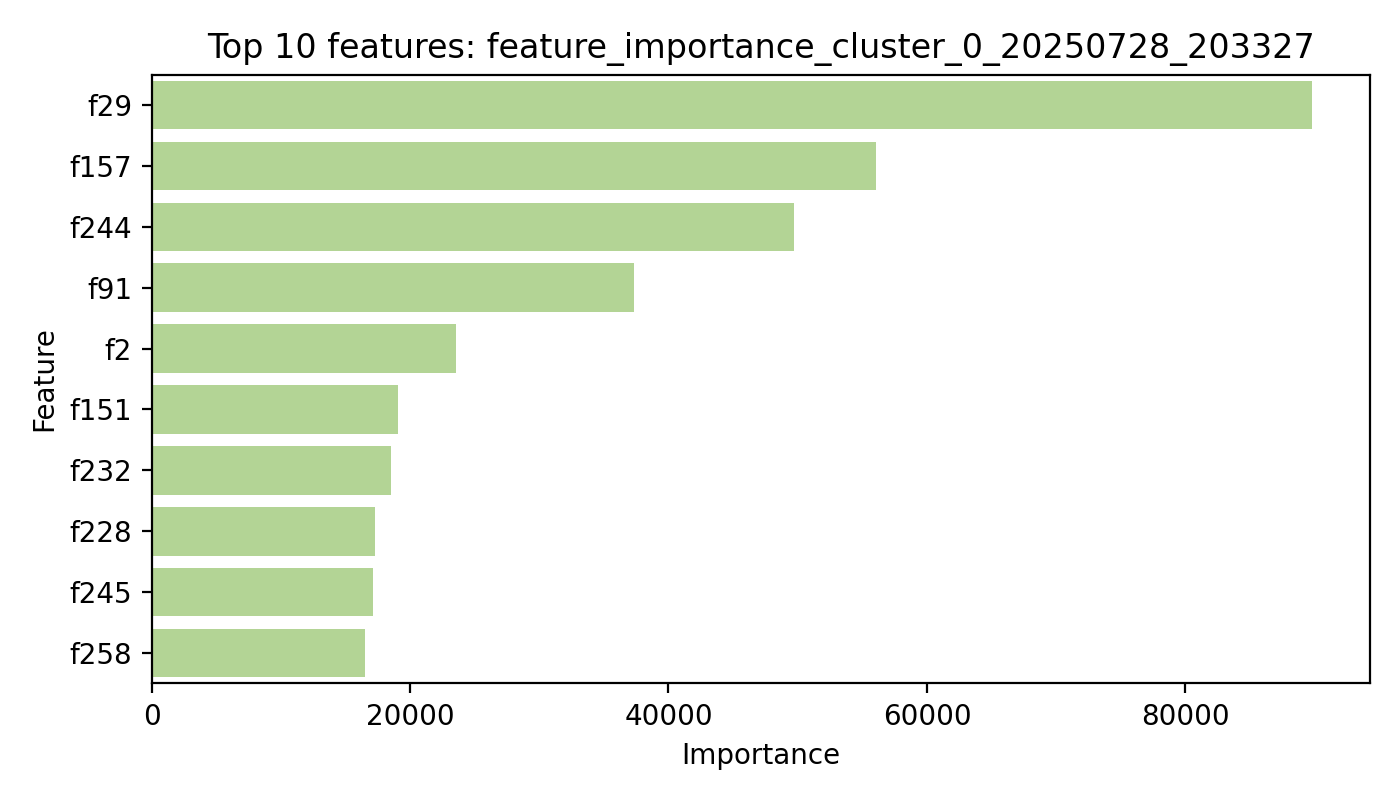 Top 10 features: feature_importance_cluster_0_20250728_203327
f29
f157
f244
f91
f2
f151
f232
f228
f245
f258
Feature
0 20000 40000 60000 80000
Importance